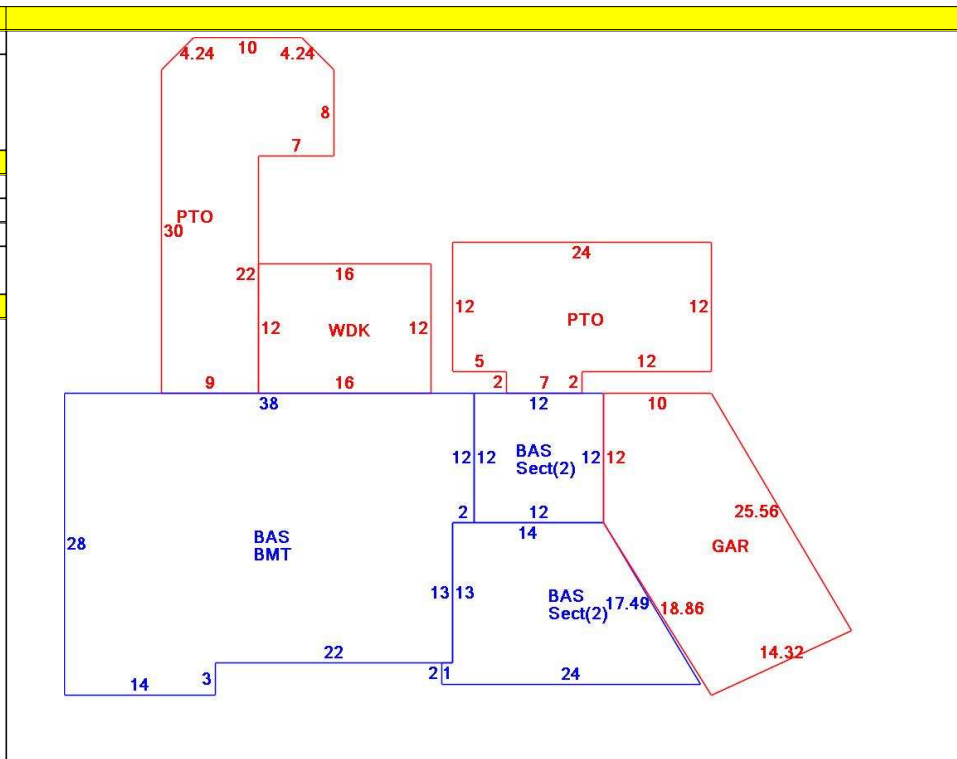 4.24 10 4.24
8
7
PTO
30
22 16
12 WDK 12
9 16
24
12 PTO 12
5 12
2 7 2
38 12 10
12 12 BAS
Sect(2) 12 12
2 12
14
25.56
28 BAS
BMT
GAR
13 13 BAS
Sect(2) 17.49 18.86
22
14.32
14 3 2 1 24